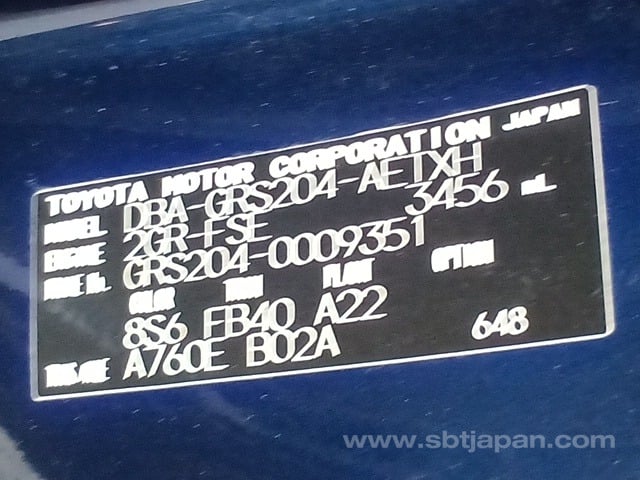 TOYOTA MOTOR CORPORATION JAPAN
MODEL DBA-GRS204-AETXH
ENGINE 2GR-FSE 3456 mL
FRAME No. GRS204-0009351
COLOR TRIM PLANT OPTION
8S6 FB40 A22
TRANS/AXLE A760E B02A 648
www.sbtjapan.com